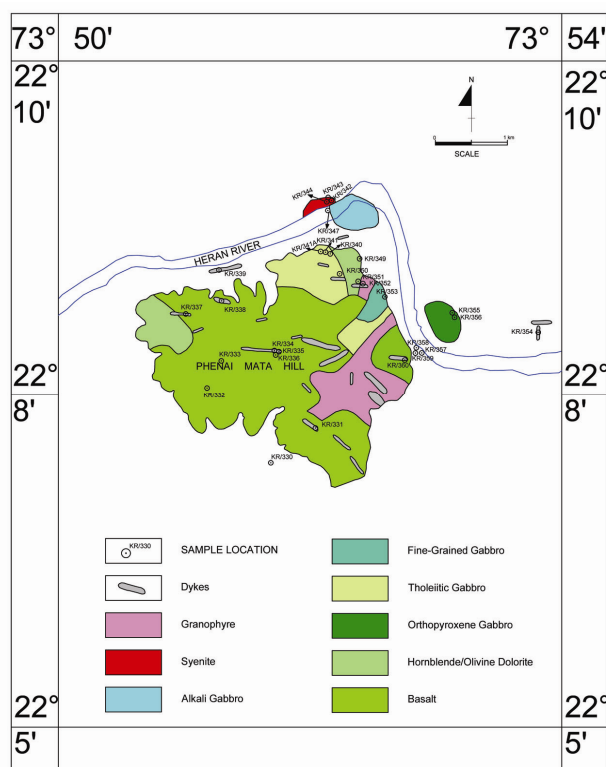 73° 50' 73° 54'
22° 22°
10' 10'
N
0 1 km
SCALE
KR/344 KR/343 KR/342
KR/347
HERAN RIVER
KR/341A KR/341 KR/340
KR/349
KR/339
KR/350
KR/351
KR/352
KR/353
KR/338
KR/337
KR/355
KR/356
KR/354
KR/334
KR/335
KR/336
KR/333
KR/358
KR/357
KR/359
PHENAI MATA HILL
KR/332
22° 22°
8' 8'
KR/331
KR/330
KR/330
SAMPLE LOCATION
Fine-Grained Gabbro
Dykes
Tholeiitic Gabbro
Granophyre
Orthopyroxene Gabbro
Syenite
Hornblende/Olivine Dolorite
Alkali Gabbro
Basalt
22° 22°
5' 5'